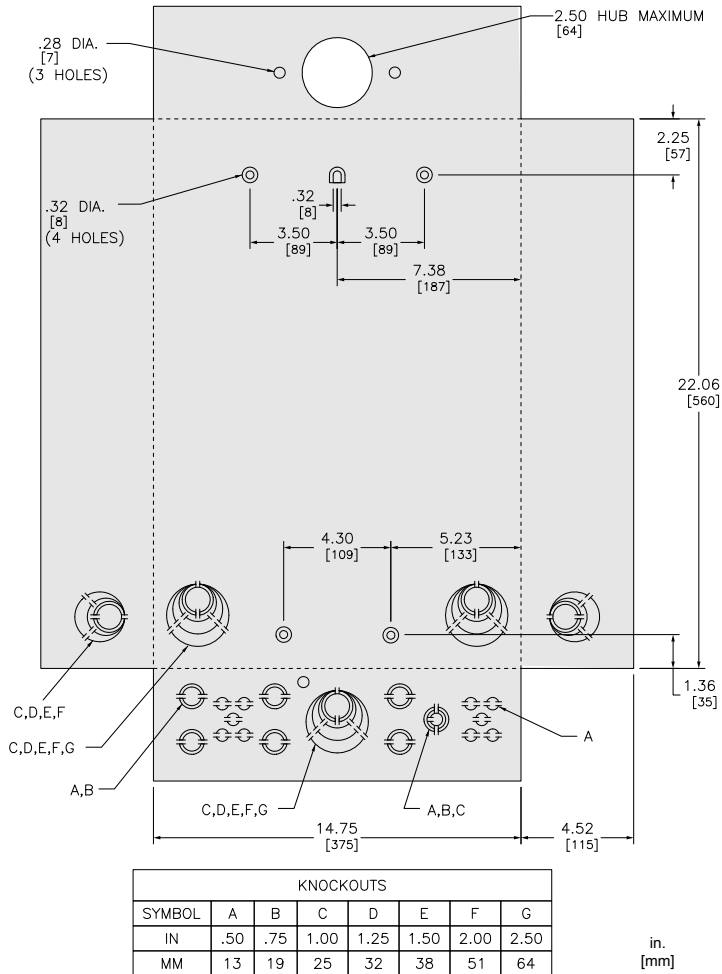 2.50 HUB MAXIMUM
[64]
.28 DIA.
[7]
(3 HOLES)
2.25
[57]
.32 DIA.
[8]
(4 HOLES)
.32
[8]
3.50
[89]
3.50
[89]
7.38
[187]
22.06
[560]
4.30
[109]
5.23
[133]
1.36
[35]
C,D,E,F
C,D,E,F,G
A,B
C,D,E,F,G
A,B,C
A
14.75
[375]
4.52
[115]
KNOCKOUTS
SYMBOL A B C D E F G
IN .50 .75 1.00 1.25 1.50 2.00 2.50
MM 13 19 25 32 38 51 64
in.
[mm]